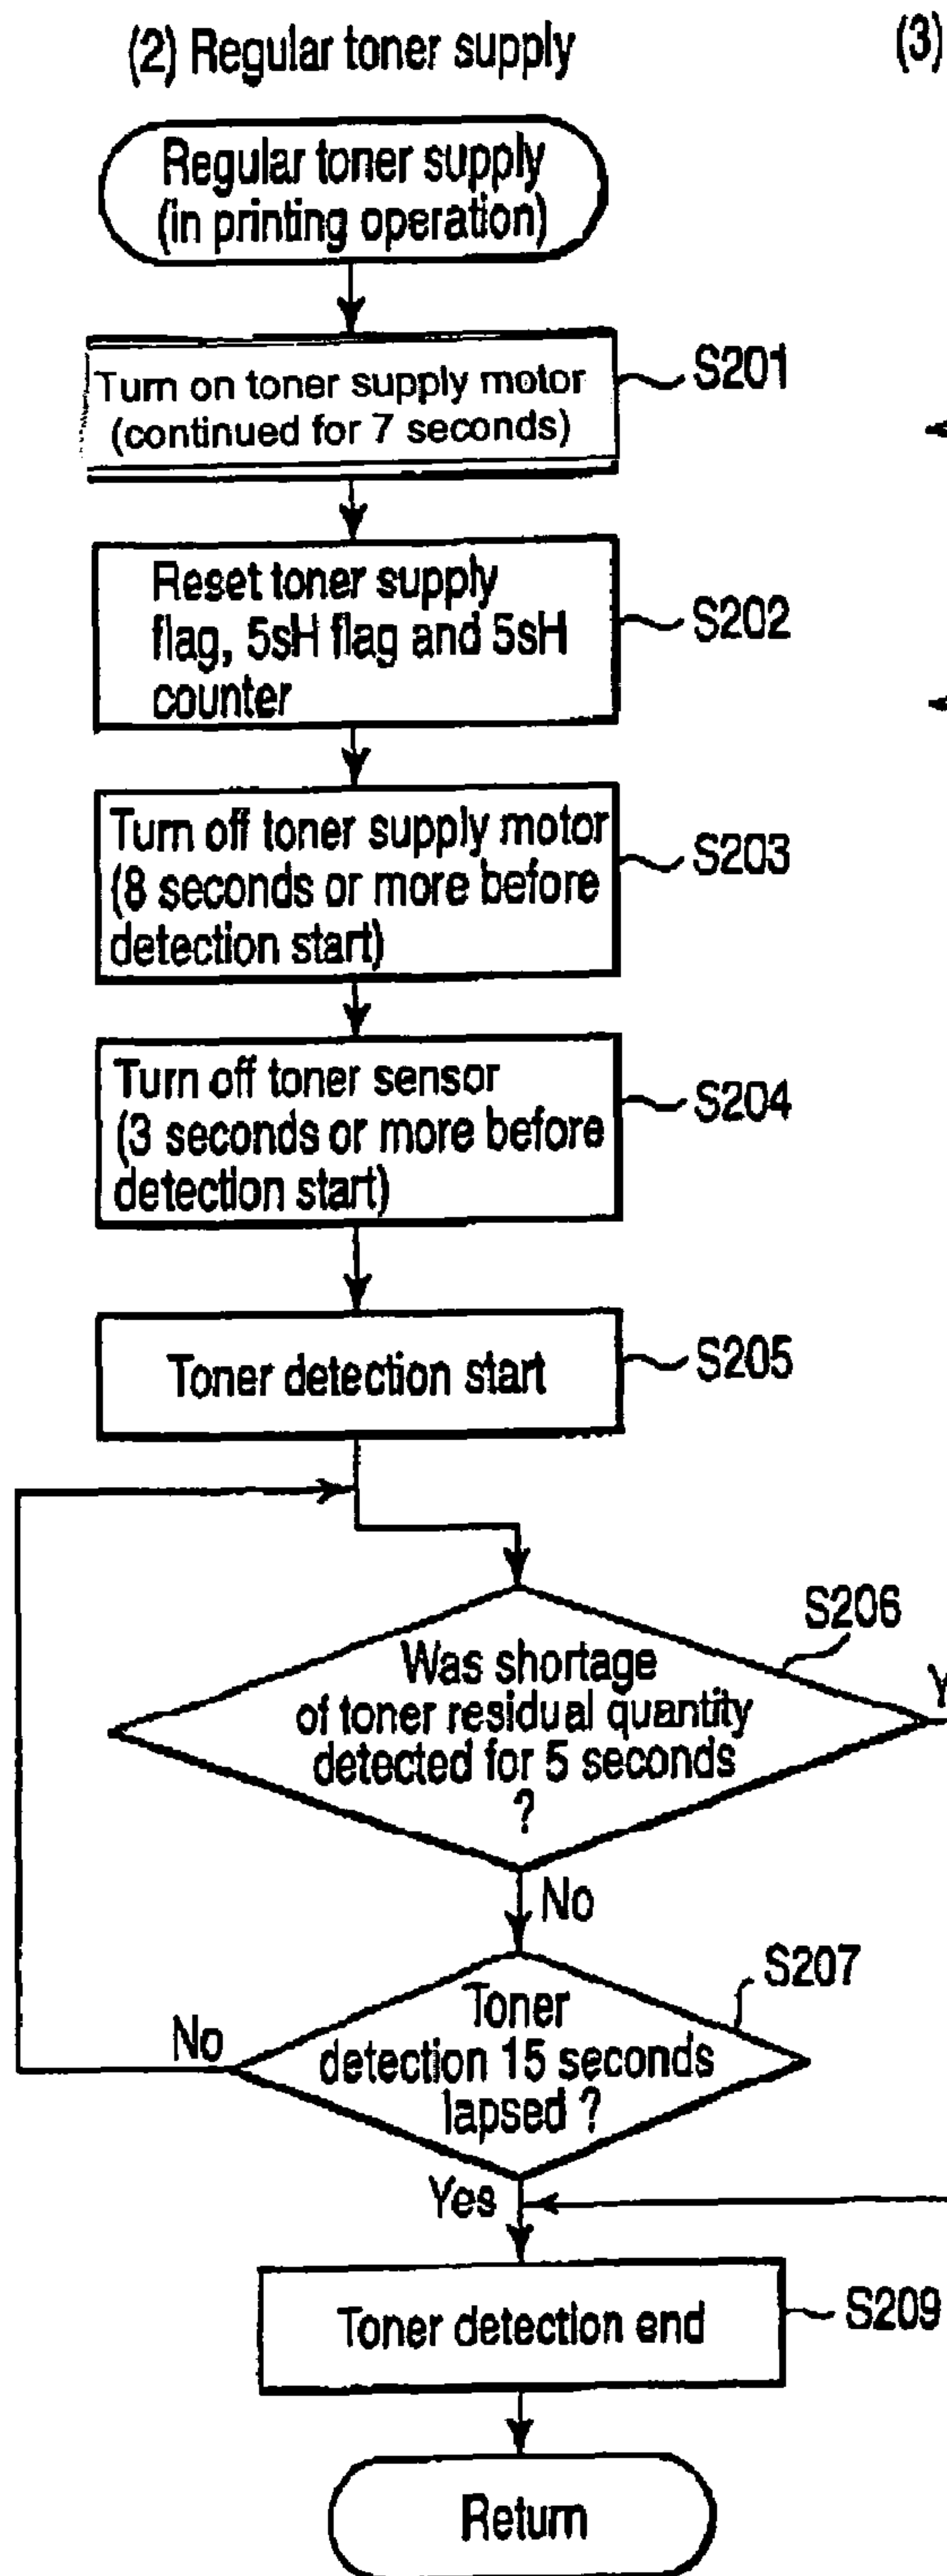 (2) Regular toner supply
(3)
Regular toner supply
(in printing operation)
Turn on toner supply motor
(continued for 7 seconds)
S201
Reset toner supply
flag, 5sH flag and 5sH
counter
S202
Turn off toner supply motor
(8 seconds or more before
detection start)
S203
Turn off toner sensor
(3 seconds or more before
detection start)
S204
Toner detection start
S205
S206
Was shortage
of toner residual quantity
detected for 5 seconds
?
No
S207
Toner
detection 15 seconds
lapsed ?
No
Yes
Toner detection end
S209
Return